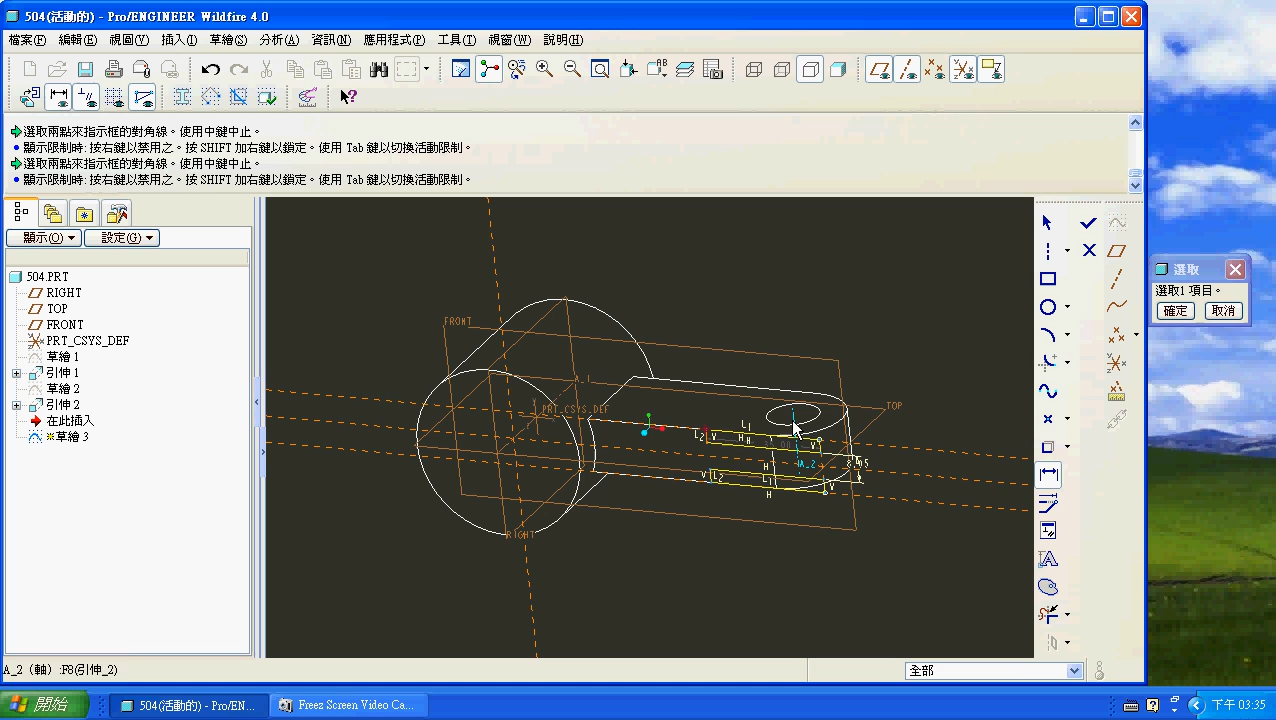 504(活動的) - Pro/ENGINEER Wildfire 4.0
檔案(F) 編輯(E) 視圖(V) 插入(I) 草繪(S) 分析(A) 資訊(N) 應用程式(P) 工具(T) 視窗(W) 說明(H)
選取兩點來指示框的對角線。使用中鍵中止。
顯示限制時: 按右鍵以禁用之。按 SHIFT 加右鍵以鎖定。使用 Tab 鍵以切換活動限制。
選取兩點來指示框的對角線。使用中鍵中止。
顯示限制時: 按右鍵以禁用之。按 SHIFT 加右鍵以鎖定。使用 Tab 鍵以切換活動限制。
顯示(O) 設定(G)
504.PRT
RIGHT
TOP
FRONT
PRT_CSYS_DEF
草繪 1
引伸 1
草繪 2
引伸 2
在此插入
※草繪 3
FRONT
A_1
PRT_CSYS_DEF
TOP
L1
L2 V H H V
A_2
H
V L2 L1 V
H
RIGHT
選取
選取1 項目。
確定 取消
A_2 (軸) :F8(引伸_2)
全部
開始
504(活動的) - Pro/EN...
Freez Screen Video Ca...
下午 03:35